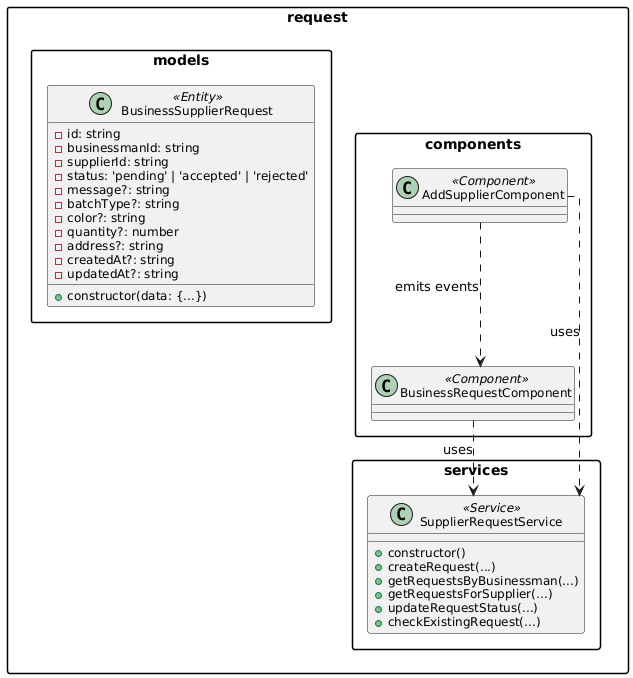 request
models
C
«Entity»
BusinessSupplierRequest
id: string
businessmanId: string
supplierId: string
status: 'pending' | 'accepted' | 'rejected'
message?: string
batchType?: string
color?: string
quantity?: number
address?: string
createdAt?: string
updatedAt?: string
constructor(data: {...})
components
C
«Component»
AddSupplierComponent
emits events
uses
C
«Component»
BusinessRequestComponent
uses
services
C
«Service»
SupplierRequestService
constructor()
createRequest(...)
getRequestsByBusinessman(...)
getRequestsForSupplier(...)
updateRequestStatus(...)
checkExistingRequest(...)